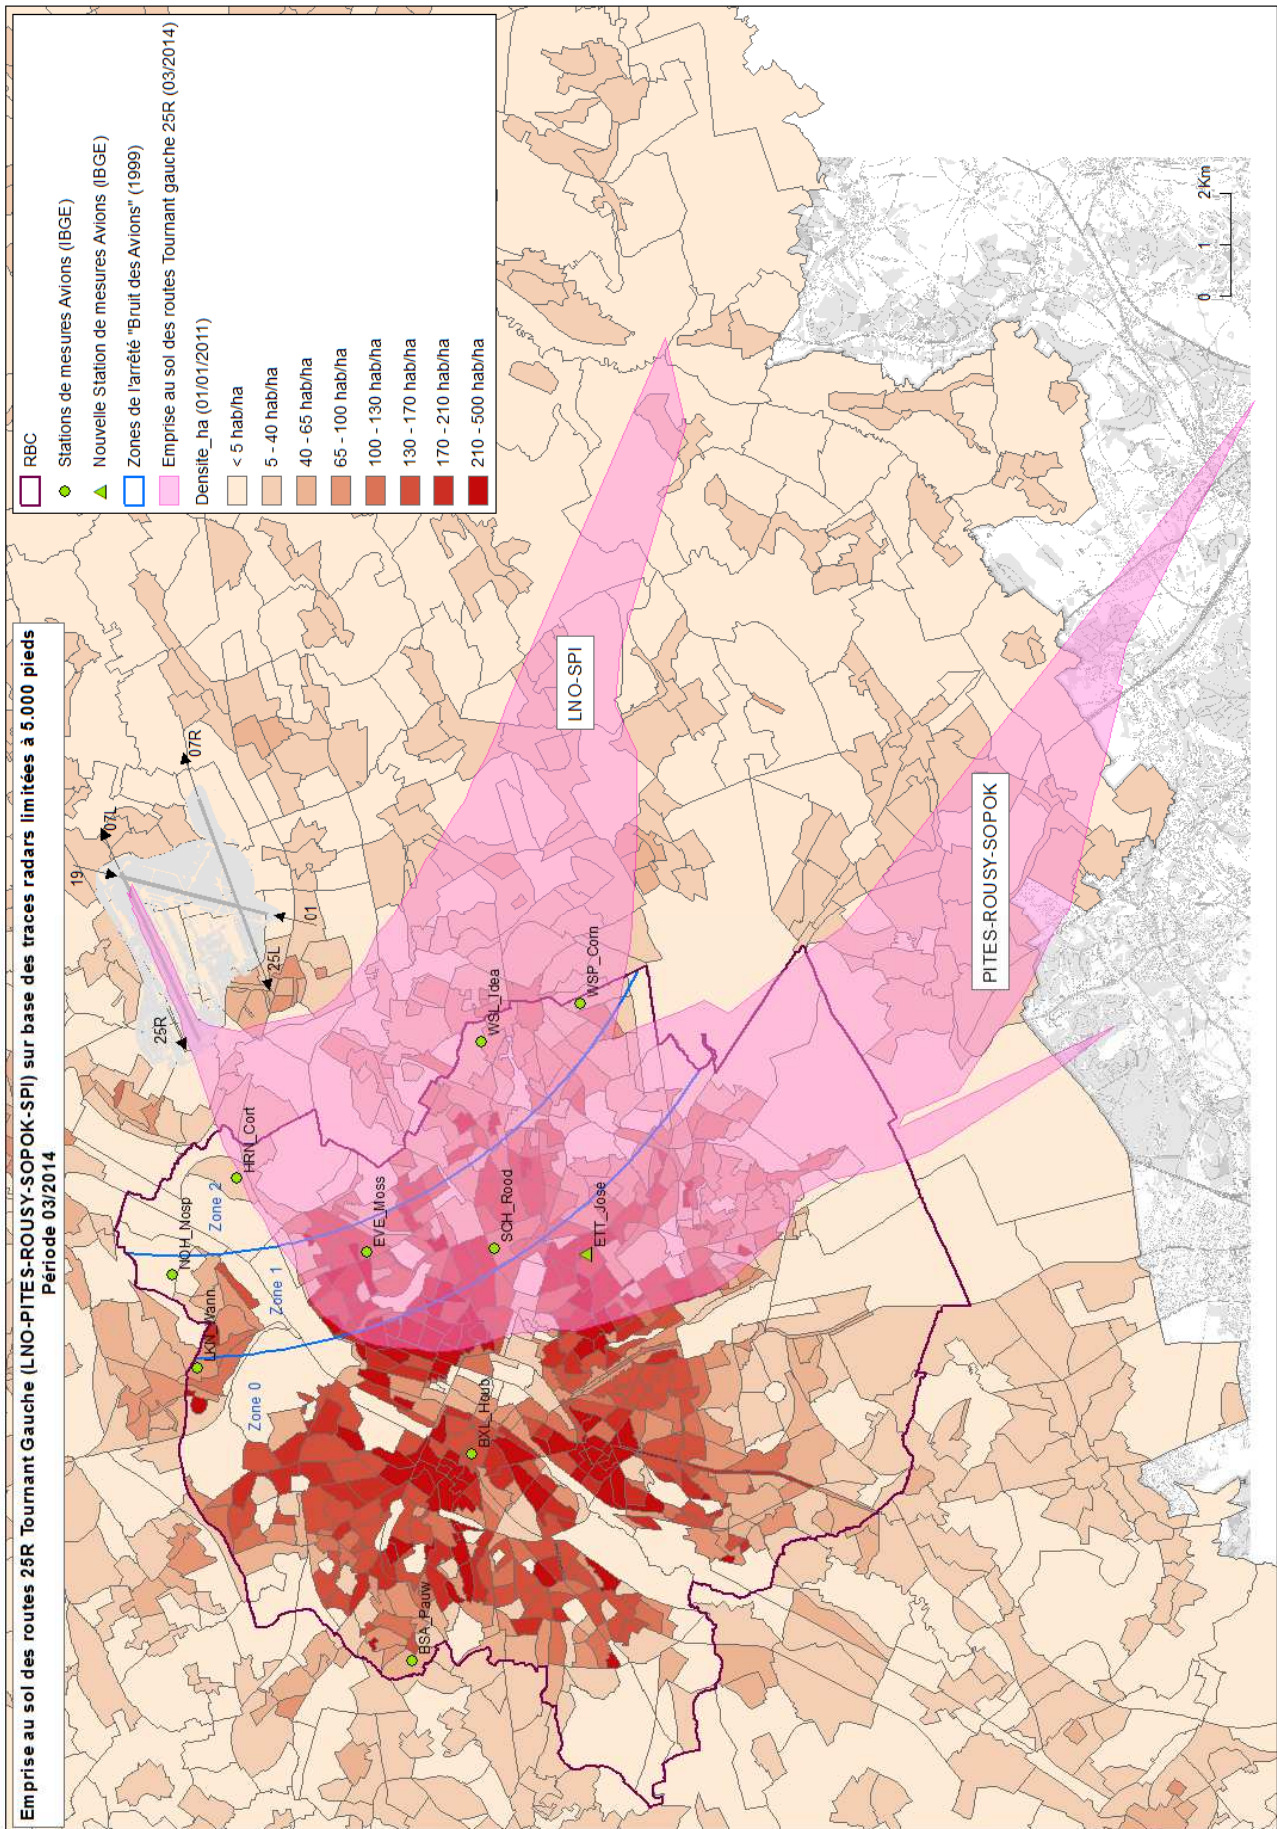 Emprise au sol des routes 25R Tournant Gauche (LNO-PITES-ROUSY-SOPOK-SPI) sur base des traces radars limitées à 5.000 pieds
Période 03/2014
RBC
Stations de mesures Avions (IBGE)
Nouvelle Station de mesures Avions (IBGE)
Zones de l'arrêté "Bruit des Avions" (1999)
Emprise au sol des routes Tournant gauche 25R (03/2014)
Densite_ha (01/01/2011)
< 5 hab/ha
5 - 40 hab/ha
40 - 65 hab/ha
65 - 100 hab/ha
100 - 130 hab/ha
130 - 170 hab/ha
170 - 210 hab/ha
210 - 500 hab/ha
19
07L
07R
25R
25L
01
NOH_Nosp
HRN_Cort
Zone 2
LKN_Wann
Zone 1
Zone 0
EVE_Moss
WSL_Idea
SCH_Rood
WSP_Corn
ETT_Jose
BXL_Houb
BSA_Pauw
LNO-SPI
PITES-ROUSY-SOPOK
0 1 2 Km